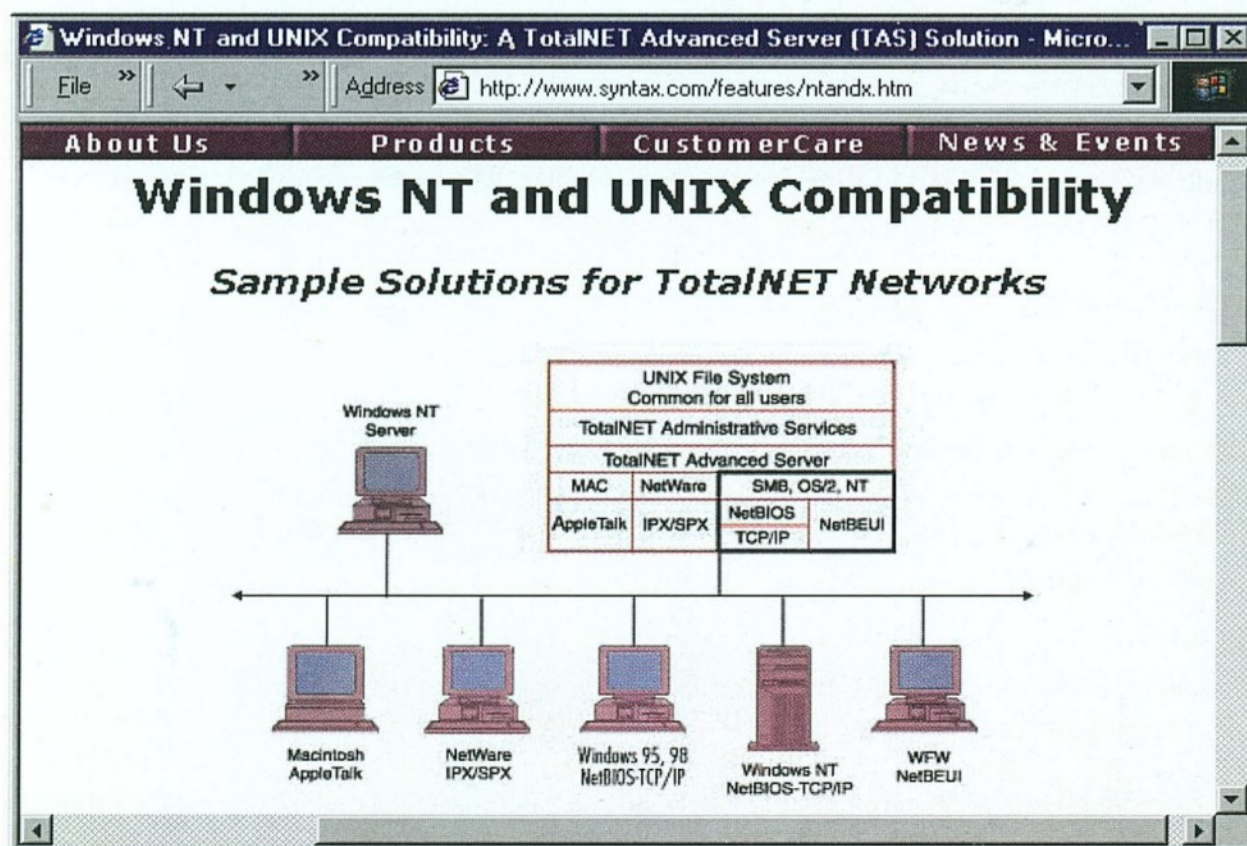 Windows NT and UNIX Compatibility: A TotalNET Advanced Server (TAS) Solution - Micro...
File » » Address http://www.syntax.com/features/ntandx.htm
About Us Products CustomerCare News & Events
Windows NT and UNIX Compatibility
Sample Solutions for TotalNET Networks
Windows NT
Server
UNIX File System
Common for all users
TotalNET Administrative Services
TotalNET Advanced Server
MAC NetWare SMB, OS/2, NT
AppleTalk IPX/SPX NetBIOS NetBEUI
TCP/IP
Macintosh
AppleTalk
NetWare
IPX/SPX
Windows 95, 98
NetBIOS-TCP/IP
Windows NT
NetBIOS-TCP/IP
WFW
NetBEUI